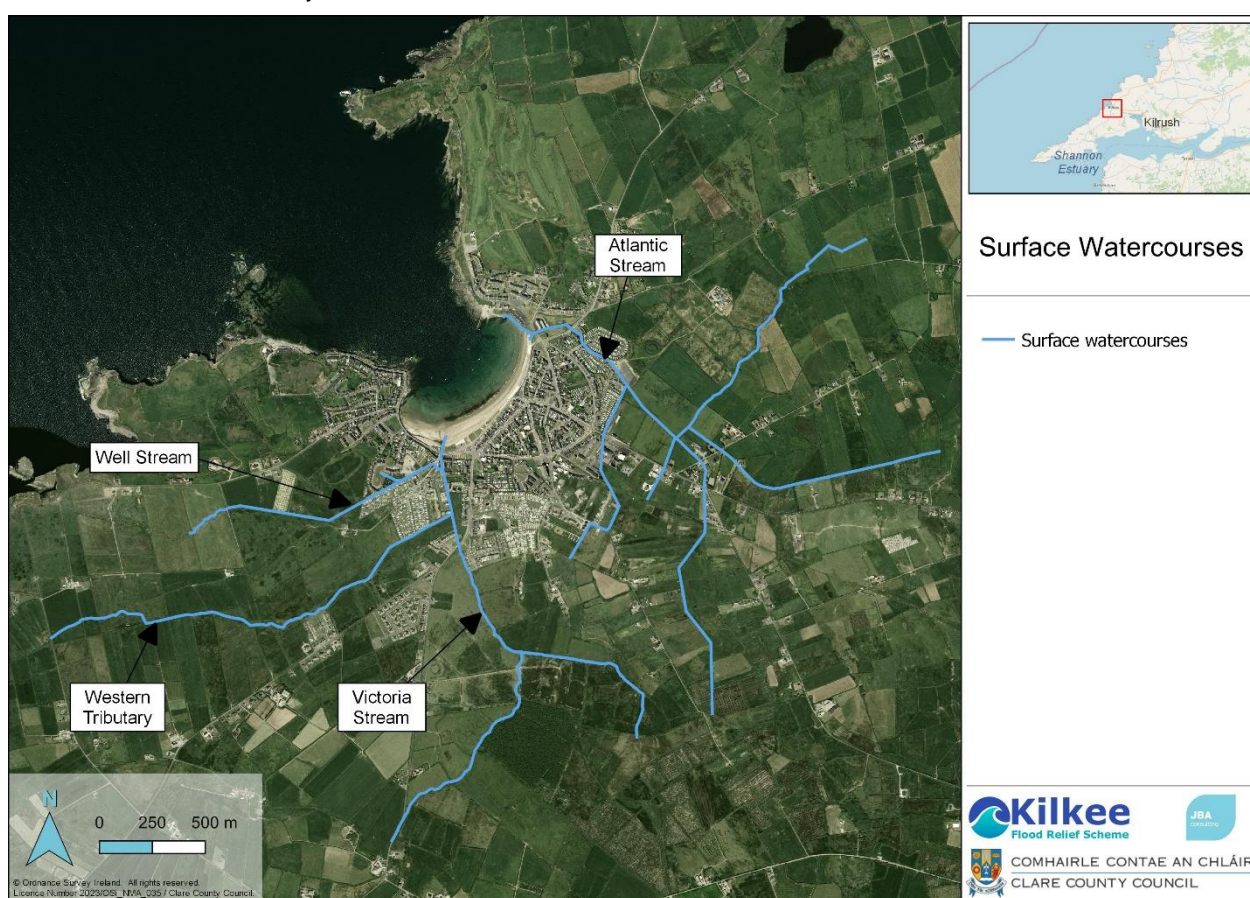 Atlantic
Stream
Well Stream
Western
Tributary
Victoria
Stream
N
0 250 500 m
© Ordnance Survey Ireland. All rights reserved.
Licence Number 2023/OSi_NMA_035 / Clare County Council.
Kilrush
Shannon
Estuary
Surface Watercourses
Surface watercourses
Kilkee
Flood Relief Scheme
JBA
consulting
COMHAIRLE CONTAE AN CHLÁIR
CLARE COUNTY COUNCIL